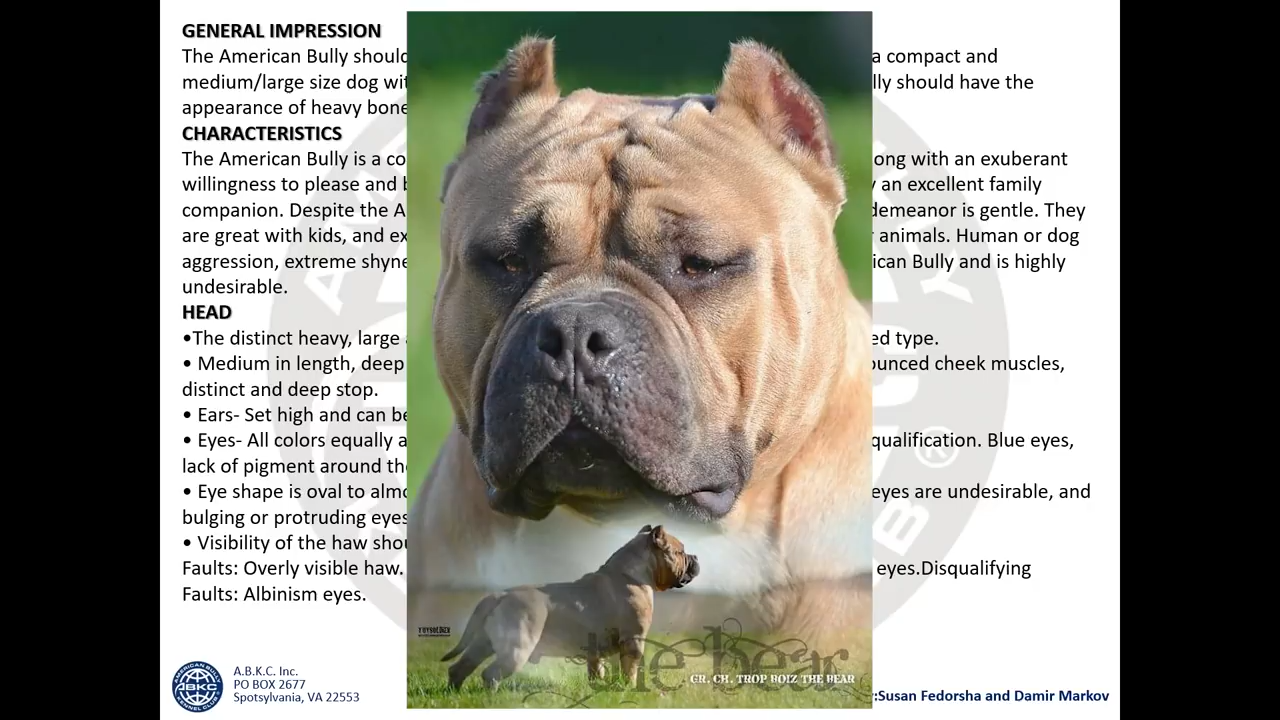 GENERAL IMPRESSION
The American Bully should a compact and
medium/large size dog lly should have the
appearance of heavy bone
CHARACTERISTICS
The American Bully is a ong with an exuberant
willingness to please and an excellent family
companion. Despite the demeanor is gentle. They
are great with kids, and animals. Human or dog
aggression, extreme shyne ican Bully and is highly
undesirable.
HEAD
•The distinct heavy, large ed type.
• Medium in length, deep ounced cheek muscles,
distinct and deep stop.
• Ears- Set high and can be
• Eyes- All colors equally qualification. Blue eyes,
lack of pigment around
• Eye shape is oval to eyes are undesirable, and
bulging or protruding eyes
• Visibility of the haw
Faults: Overly visible haw. eyes.Disqualifying
Faults: Albinism eyes.
the bear
GR. CH. TROP BOIZ THE BEAR
AMERICAN BULLY
ABKC
KENNEL CLUB
A.B.K.C. Inc.
PO BOX 2677
Spotsylvania, VA 22553
:Susan Fedorsha and Damir Markov